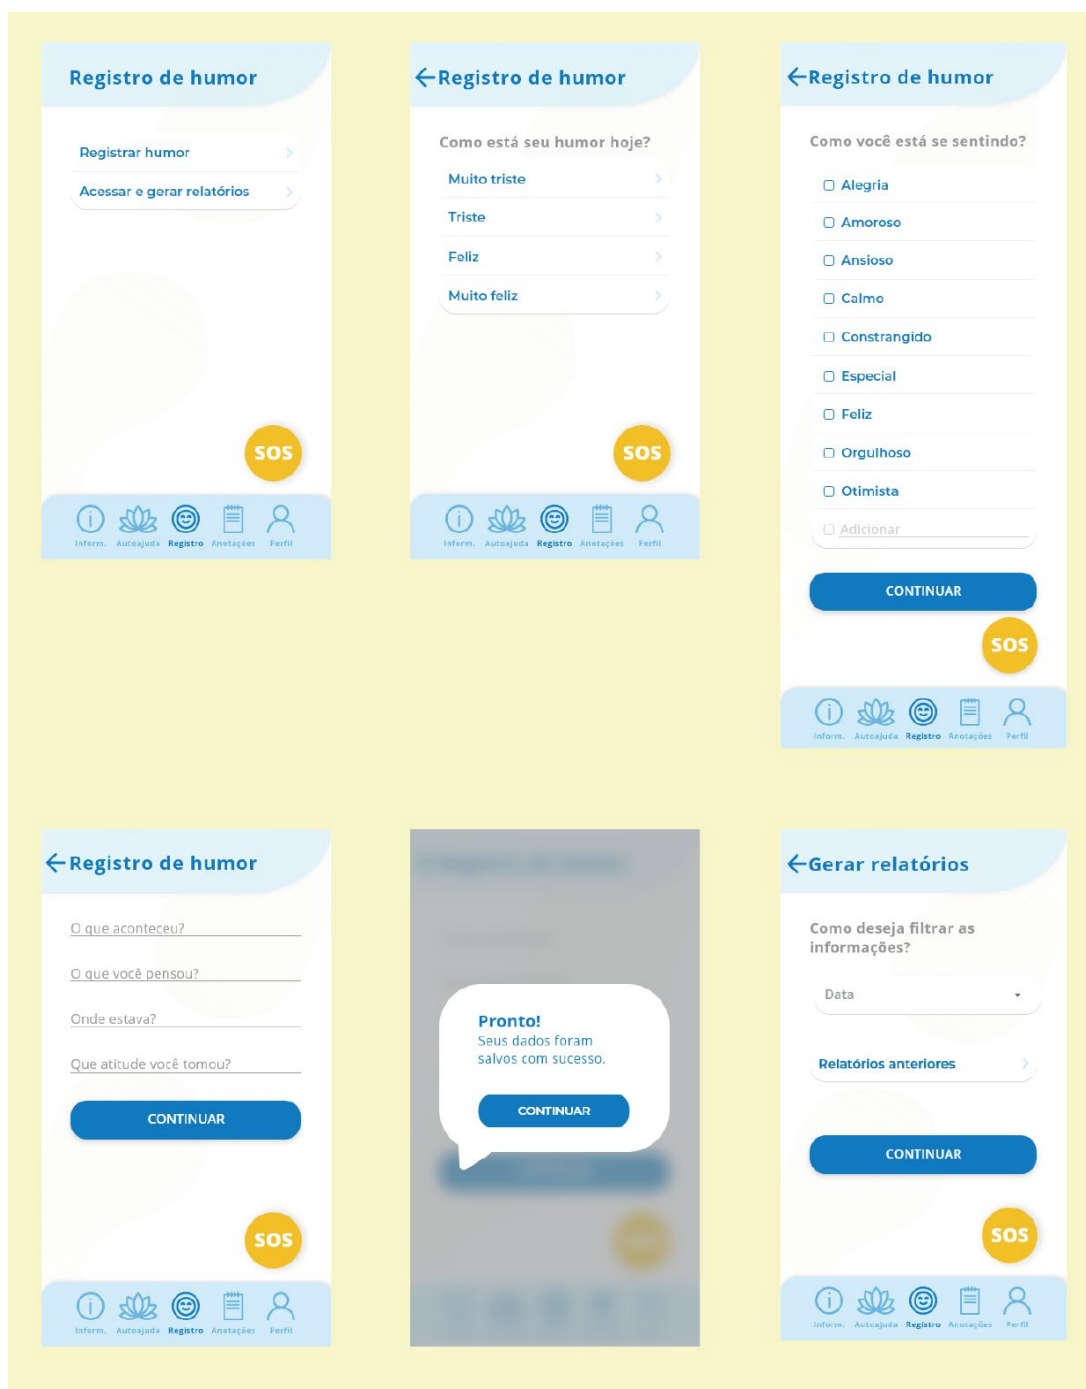 Registro de humor
Registrar humor
Acessar e gerar relatórios
SOS
Inform. Autoajuda Registro Anotações Perfil
Registro de humor
Como está seu humor hoje?
Muito triste
Triste
Feliz
Muito feliz
SOS
Inform. Autoajuda Registro Anotações Perfil
Registro de humor
Como você está se sentindo?
Alegria
Amoroso
Ansioso
Calmo
Constrangido
Especial
Feliz
Orgulhoso
Otimista
Adicionar
CONTINUAR
SOS
Inform. Autoajuda Registro Anotações Perfil
Registro de humor
O que aconteceu?
O que você pensou?
Onde estava?
Que atitude você tomou?
CONTINUAR
SOS
Inform. Autoajuda Registro Anotações Perfil
Pronto!
Seus dados foram
salvos com sucesso.
CONTINUAR
Gerar relatórios
Como deseja filtrar as
informações?
Data
Relatórios anteriores
CONTINUAR
SOS
Inform. Autoajuda Registro Anotações Perfil